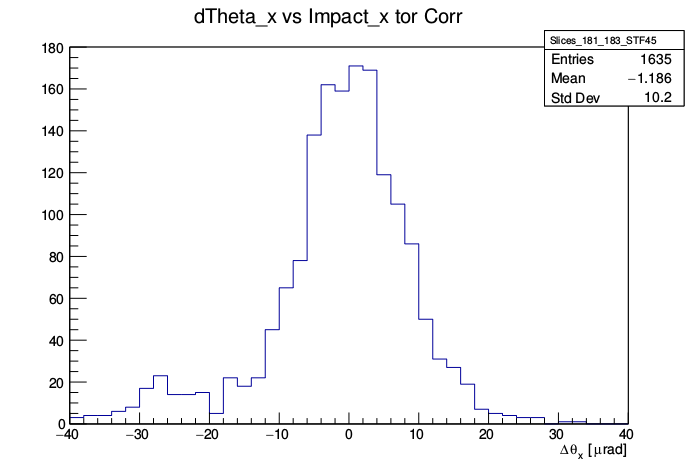 dTheta_x vs Impact_x tor Corr
Slices_181_183_STF45
Entries 1635
Mean −1.186
Std Dev 10.2
180
160
140
120
100
80
60
40
20
0
−40 −30 −20 −10 0 10 20 30 40
Δθx [μrad]